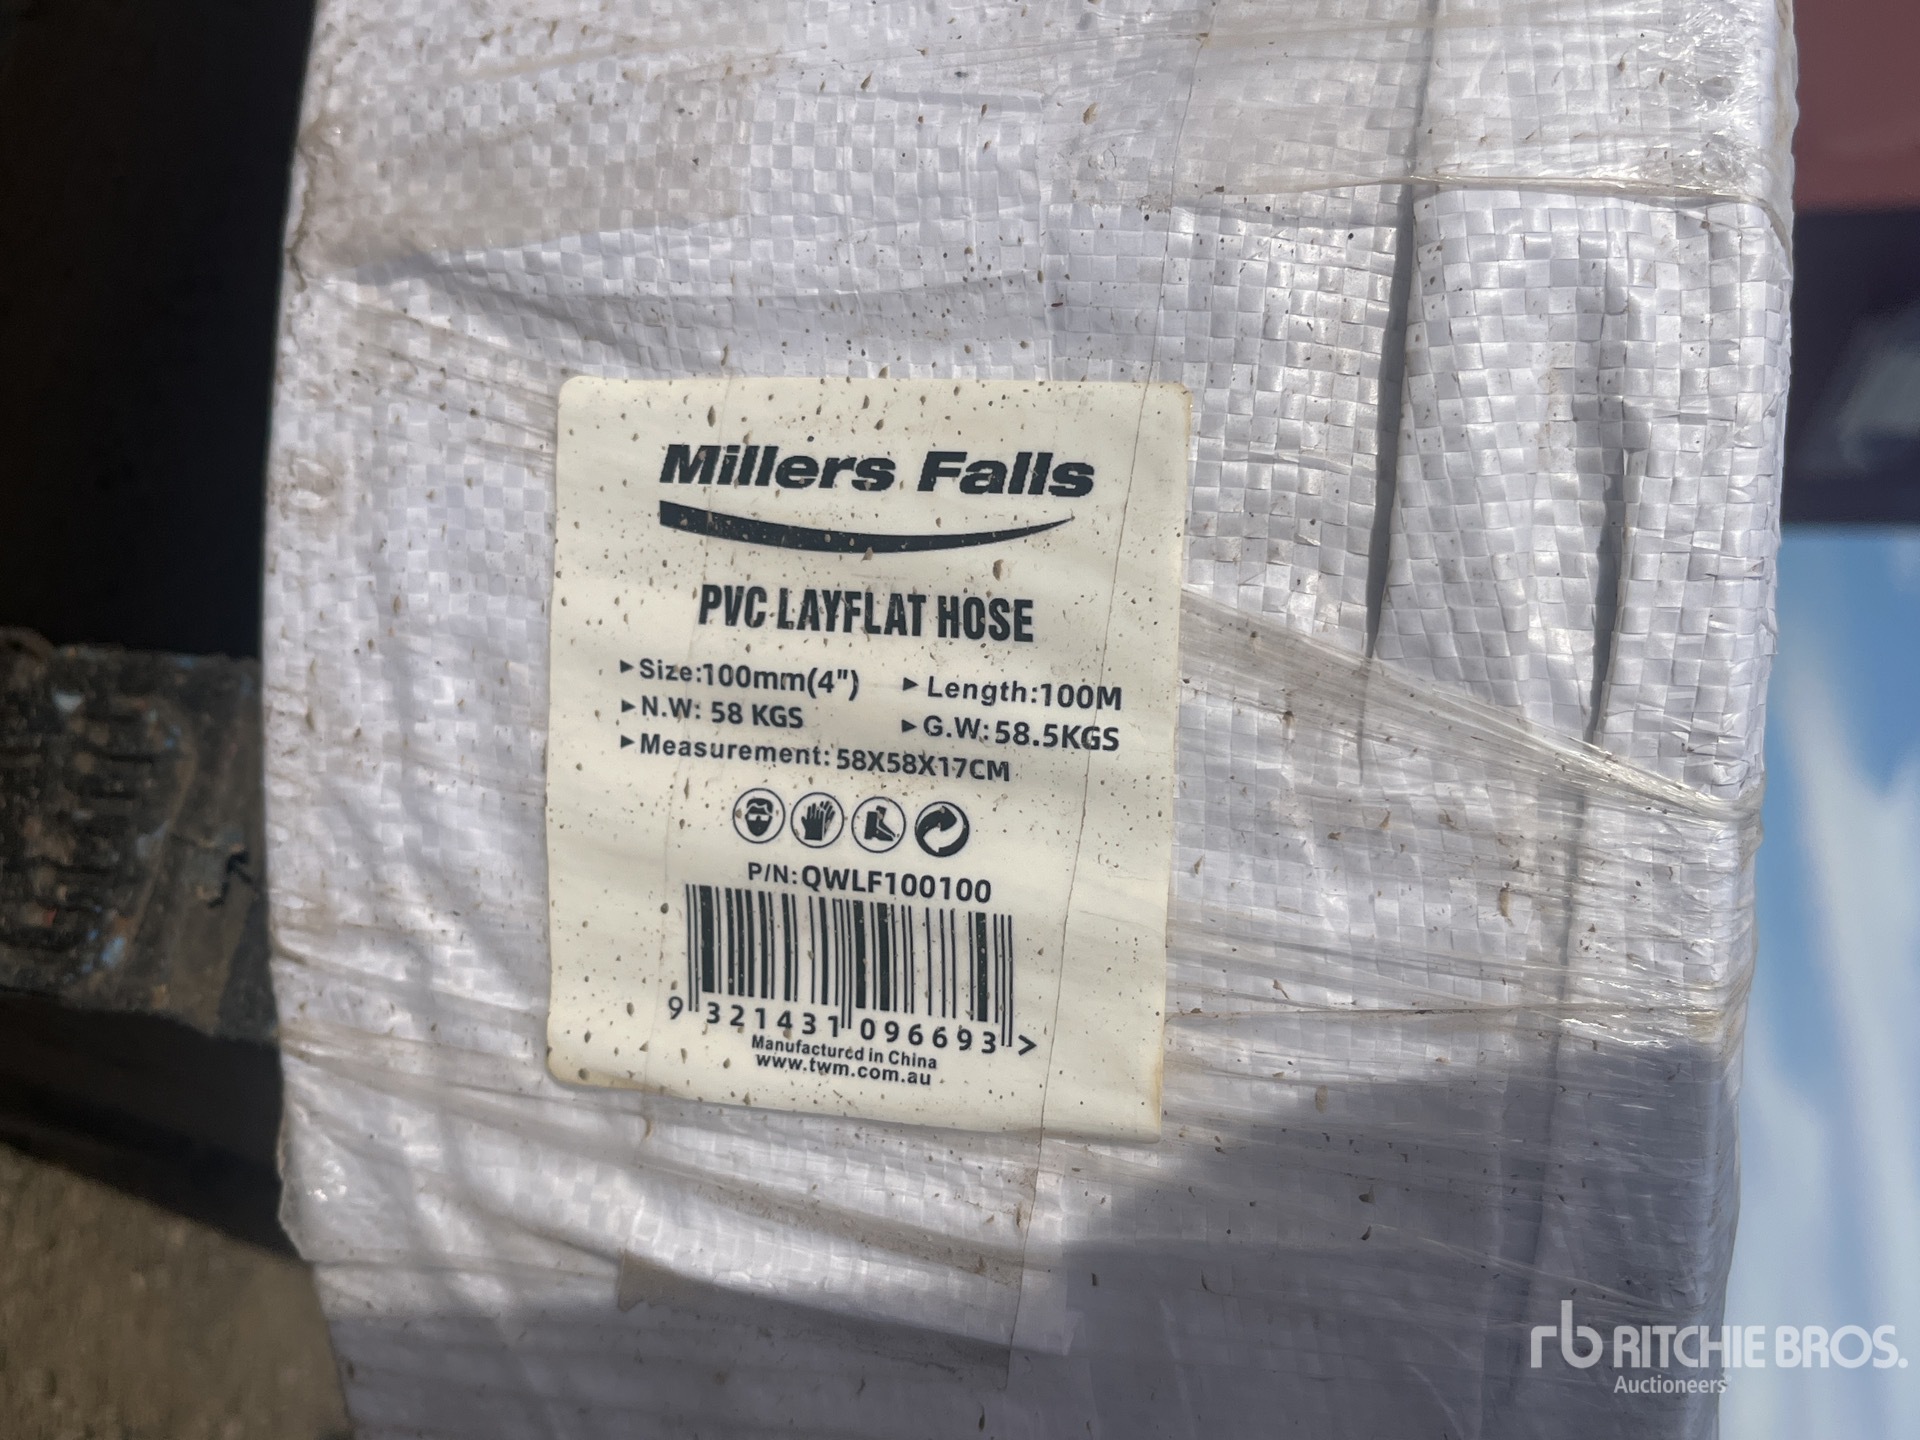 Millers Falls
PVC LAYFLAT HOSE
▸Size:100mm(4") ▸Length:100M
▸N.W: 58 KGS ▸G.W:58.5KGS
▸Measurement: 58X58X17CM
P/N:QWLF100100
9 321431 096693 >
Manufactured in China
www.twm.com.au
rb RITCHIE BROS.
Auctioneers